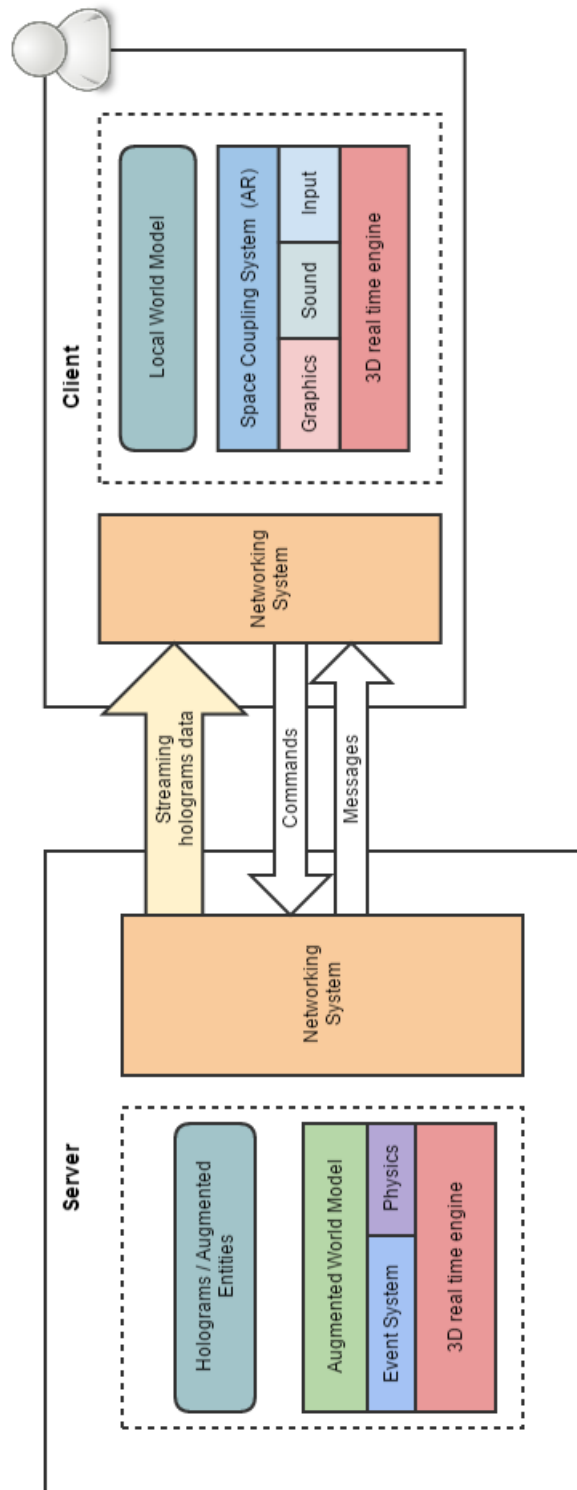 Server
Holograms / Augmented
Entities
Augmented World Model
Event System
Physics
3D real time engine
Networking
System
Streaming
holograms data
Commands
Messages
Client
Networking
System
Local World Model
Space Coupling System (AR)
Graphics
Sound
Input
3D real time engine